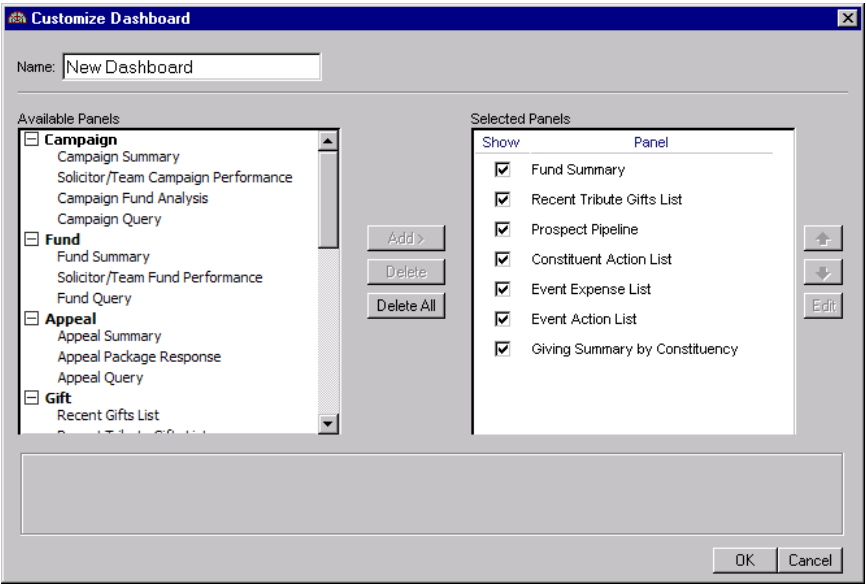 Customize Dashboard
Name: New Dashboard
Available Panels
Campaign
Campaign Summary
Solicitor/Team Campaign Performance
Campaign Fund Analysis
Campaign Query
Fund
Fund Summary
Solicitor/Team Fund Performance
Fund Query
Appeal
Appeal Summary
Appeal Package Response
Appeal Query
Gift
Recent Gifts List
Add >
Delete
Delete All
Selected Panels
Show Panel
Fund Summary
Recent Tribute Gifts List
Prospect Pipeline
Constituent Action List
Event Expense List
Event Action List
Giving Summary by Constituency
Edit
OK Cancel